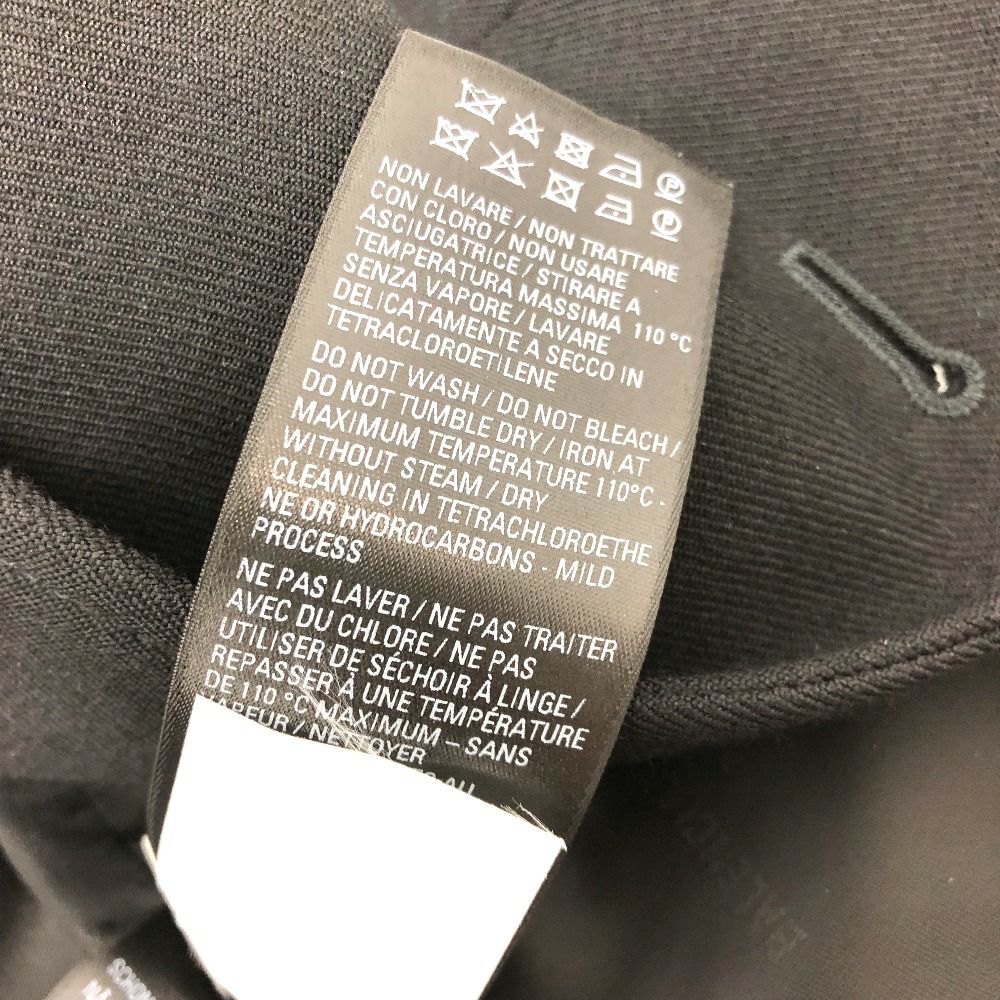 NON LAVARE / NON TRATTARE
CON CLORO / NON USARE
ASCIUGATRICE / STIRARE A
TEMPERATURA MASSIMA 110 °C
SENZA VAPORE / LAVARE
DELICATAMENTE A SECCO IN
TETRACLOROETILENE
DO NOT WASH / DO NOT BLEACH /
DO NOT TUMBLE DRY / IRON AT
MAXIMUM TEMPERATURE 110°C -
WITHOUT STEAM / DRY
CLEANING IN TETRACHLOROETHE
NE OR HYDROCARBONS - MILD
PROCESS
NE PAS LAVER / NE PAS TRAITER
AVEC DU CHLORE / NE PAS
UTILISER DE SÉCHOIR À LINGE /
REPASSER À UNE TEMPÉRATURE
DE 110 °C MAXIMUM – SANS
VAPEUR / NETTOYER
AU